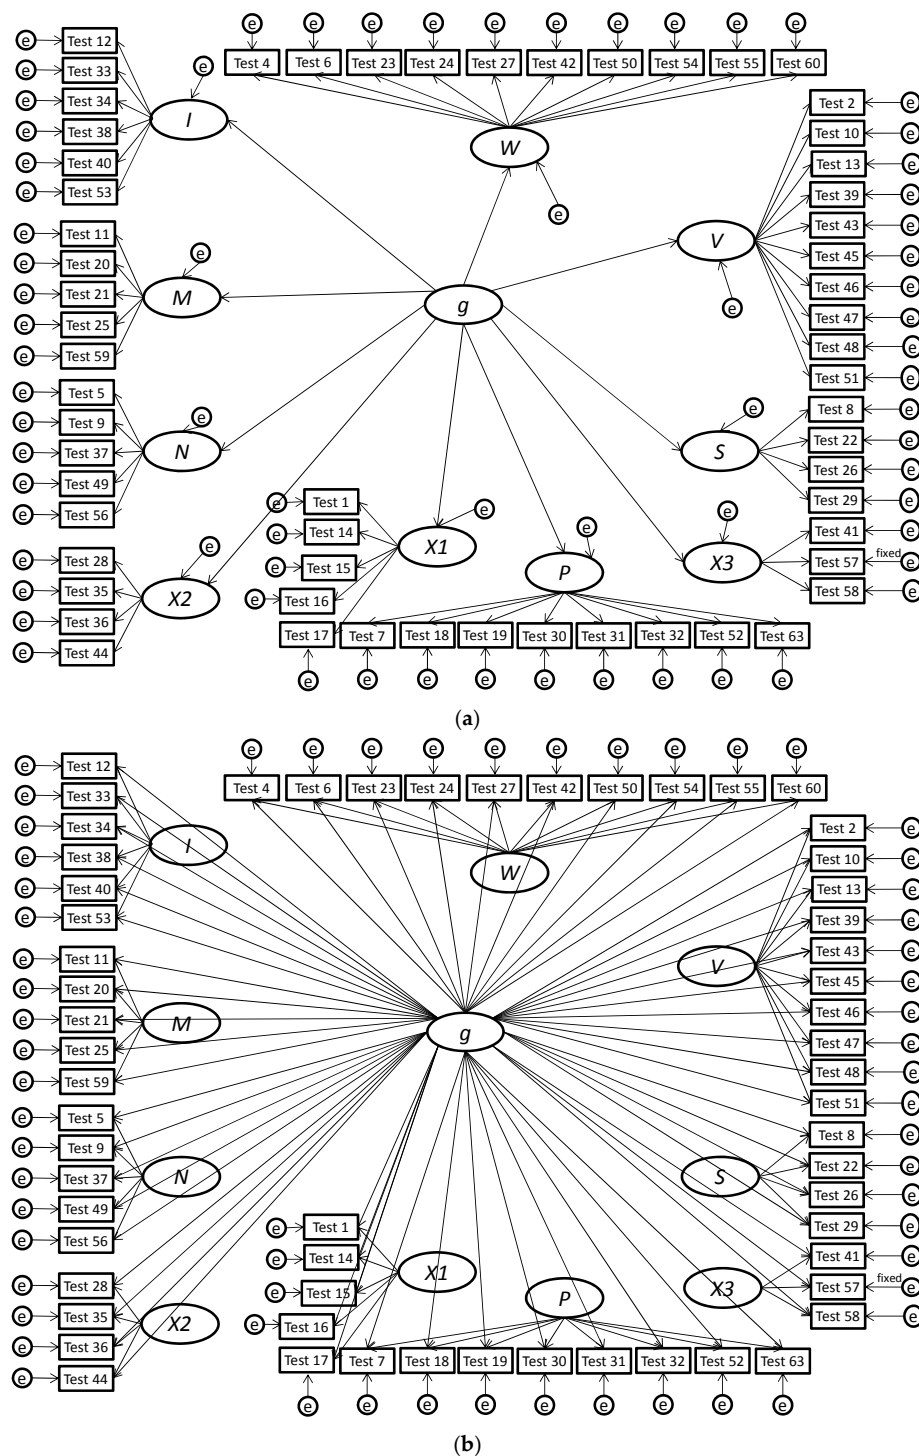 e Test 12
e Test 33
e Test 34
e Test 38
e Test 40
e Test 53
e
I
e e e e e e e e e e
Test 4 Test 6 Test 23 Test 24 Test 27 Test 42 Test 50 Test 54 Test 55 Test 60
W
e
Test 2 e
Test 10 e
Test 13 e
Test 39 e
Test 43 e
Test 45 e
Test 46 e
Test 47 e
Test 48 e
Test 51 e
V
e
e Test 11
e Test 20
e Test 21
e Test 25
e Test 59
e
M
g
e Test 5
e Test 9
e Test 37
e Test 49
e Test 56
e
N
Test 8 e
Test 22 e
Test 26 e
Test 29 e
e
S
e Test 28
e Test 35
e Test 36
e Test 44
e
X2
e Test 1
e Test 14
e Test 15
e Test 16
Test 17
e
e
X1
e
P
Test 7 Test 18 Test 19 Test 30 Test 31 Test 32 Test 52 Test 63
e e e e e e e e
e
X3
Test 41 e
Test 57 fixed e
Test 58 e
(a)
e Test 12
e Test 33
e Test 34
e Test 38
e Test 40
e Test 53
I
e e e e e e e e e e
Test 4 Test 6 Test 23 Test 24 Test 27 Test 42 Test 50 Test 54 Test 55 Test 60
W
Test 2 e
Test 10 e
Test 13 e
Test 39 e
Test 43 e
Test 45 e
Test 46 e
Test 47 e
Test 48 e
Test 51 e
V
e Test 11
e Test 20
e Test 21
e Test 25
e Test 59
M
g
e Test 5
e Test 9
e Test 37
e Test 49
e Test 56
N
Test 8 e
Test 22 e
Test 26 e
Test 29 e
S
e Test 28
e Test 35
e Test 36
e Test 44
X2
e Test 1
e Test 14
e Test 15
e Test 16
Test 17
e
X1
P
Test 7 Test 18 Test 19 Test 30 Test 31 Test 32 Test 52 Test 63
e e e e e e e e
X3
Test 41 e
Test 57 fixed e
Test 58 e
(b)